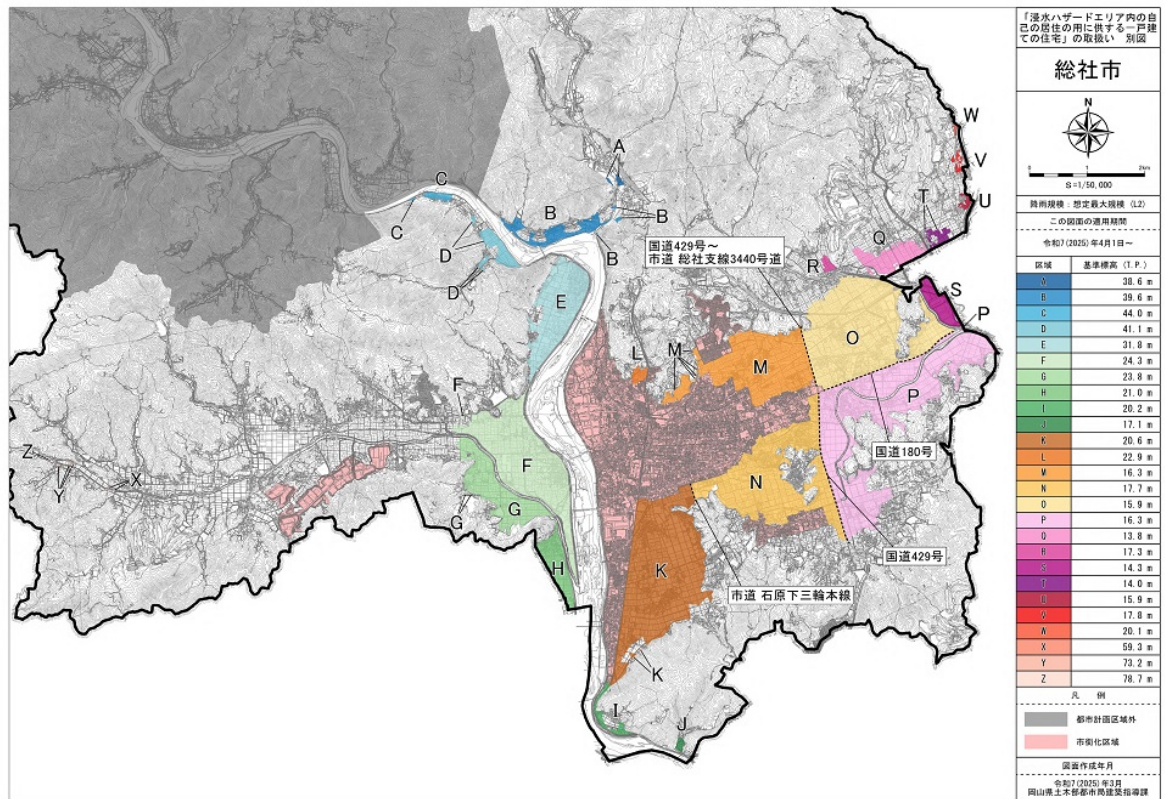 「浸水ハザードエリア内の自
己の居住の用に供する一戸建
ての住宅」の取扱い 別図
総社市
N
0 1 2km
S=1/50,000
降雨規模:想定最大規模 (L2)
この図面の適用期間
令和7(2025)年4月1日~
区域 基準標高 (T.P.)
A 38.6 m
B 39.6 m
C 44.0 m
D 41.1 m
E 31.8 m
F 24.3 m
G 23.8 m
H 21.0 m
I 20.2 m
J 17.1 m
K 20.6 m
L 22.9 m
M 16.3 m
N 17.7 m
O 15.9 m
P 16.3 m
Q 13.8 m
R 17.3 m
S 14.3 m
T 14.0 m
U 15.9 m
V 17.8 m
W 20.1 m
X 59.3 m
Y 73.2 m
Z 78.7 m
凡 例
都市計画区域外
市街化区域
図面作成年月
令和7(2025)年3月
岡山県土木部都市局建築指導課
W
V
U
T
A
C
B
B
C
D
B
Q
国道429号~
市道 総社支線3440号道
R
D
E
S
P
L
M
M
O
F
P
国道180号
Z
Y
X
F
N
G
G
国道429号
H
K
市道 石原下三輪本線
K
I
J